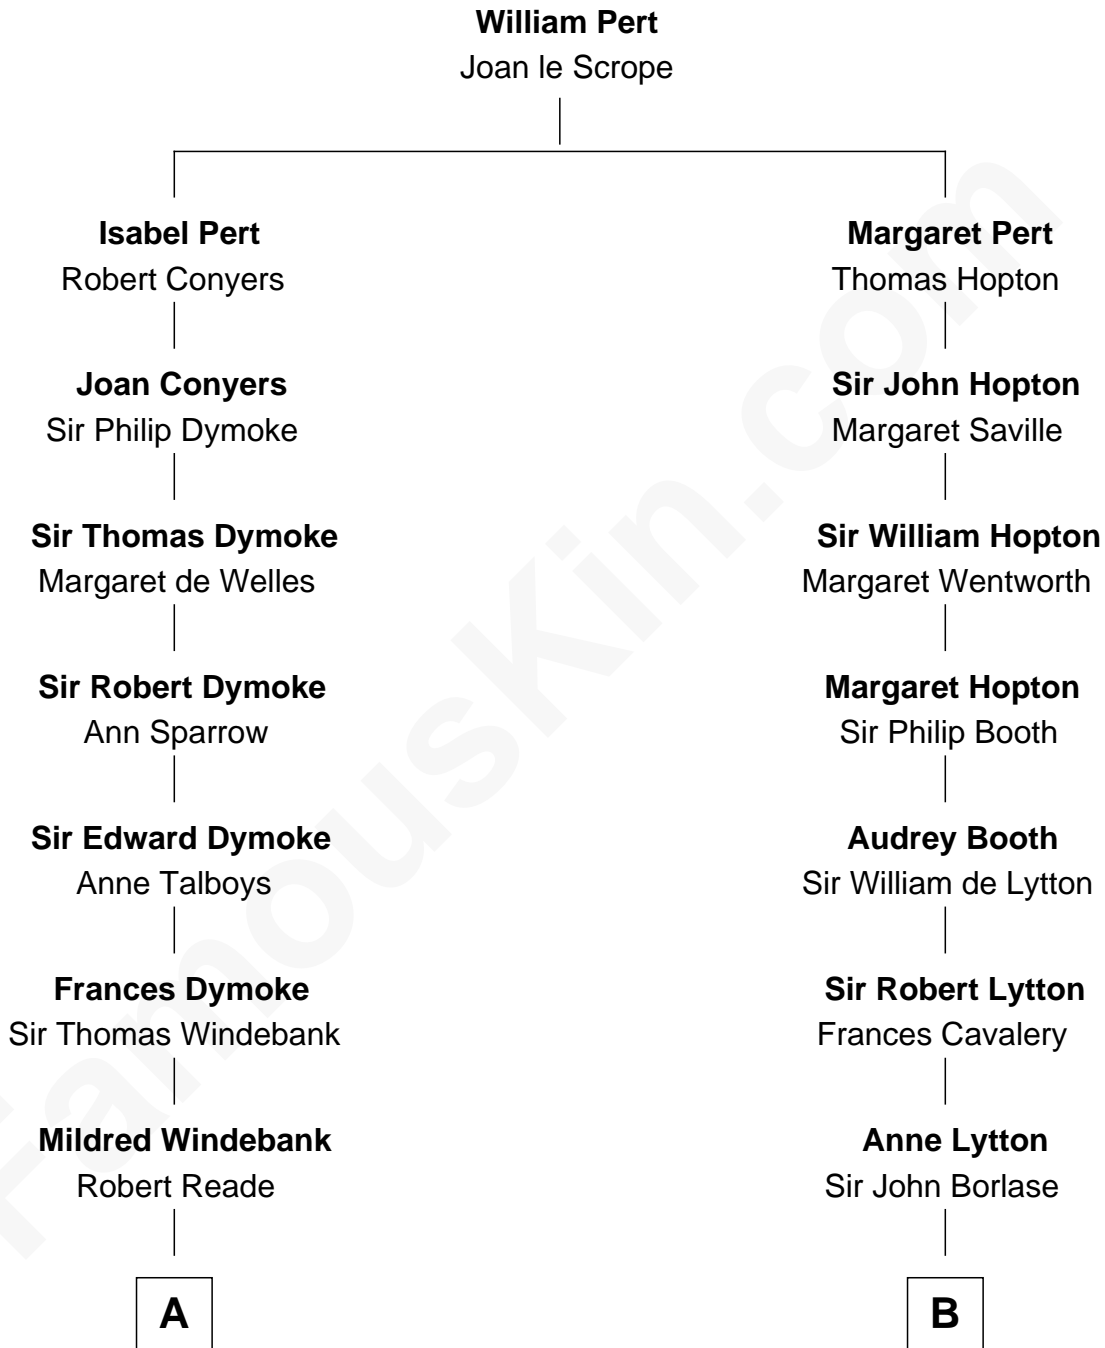 William Pert
Joan le Scrope
Isabel Pert
Robert Conyers
Margaret Pert
Thomas Hopton
Joan Conyers
Sir Philip Dymoke
Sir John Hopton
Margaret Saville
Sir Thomas Dymoke
Margaret de Welles
Sir William Hopton
Margaret Wentworth
Sir Robert Dymoke
Ann Sparrow
Margaret Hopton
Sir Philip Booth
Sir Edward Dymoke
Anne Talboys
Audrey Booth
Sir William de Lytton
Frances Dymoke
Sir Thomas Windebank
Sir Robert Lytton
Frances Cavalery
Mildred Windebank
Robert Reade
Anne Lytton
Sir John Borlase
A
B
FamousKin.com